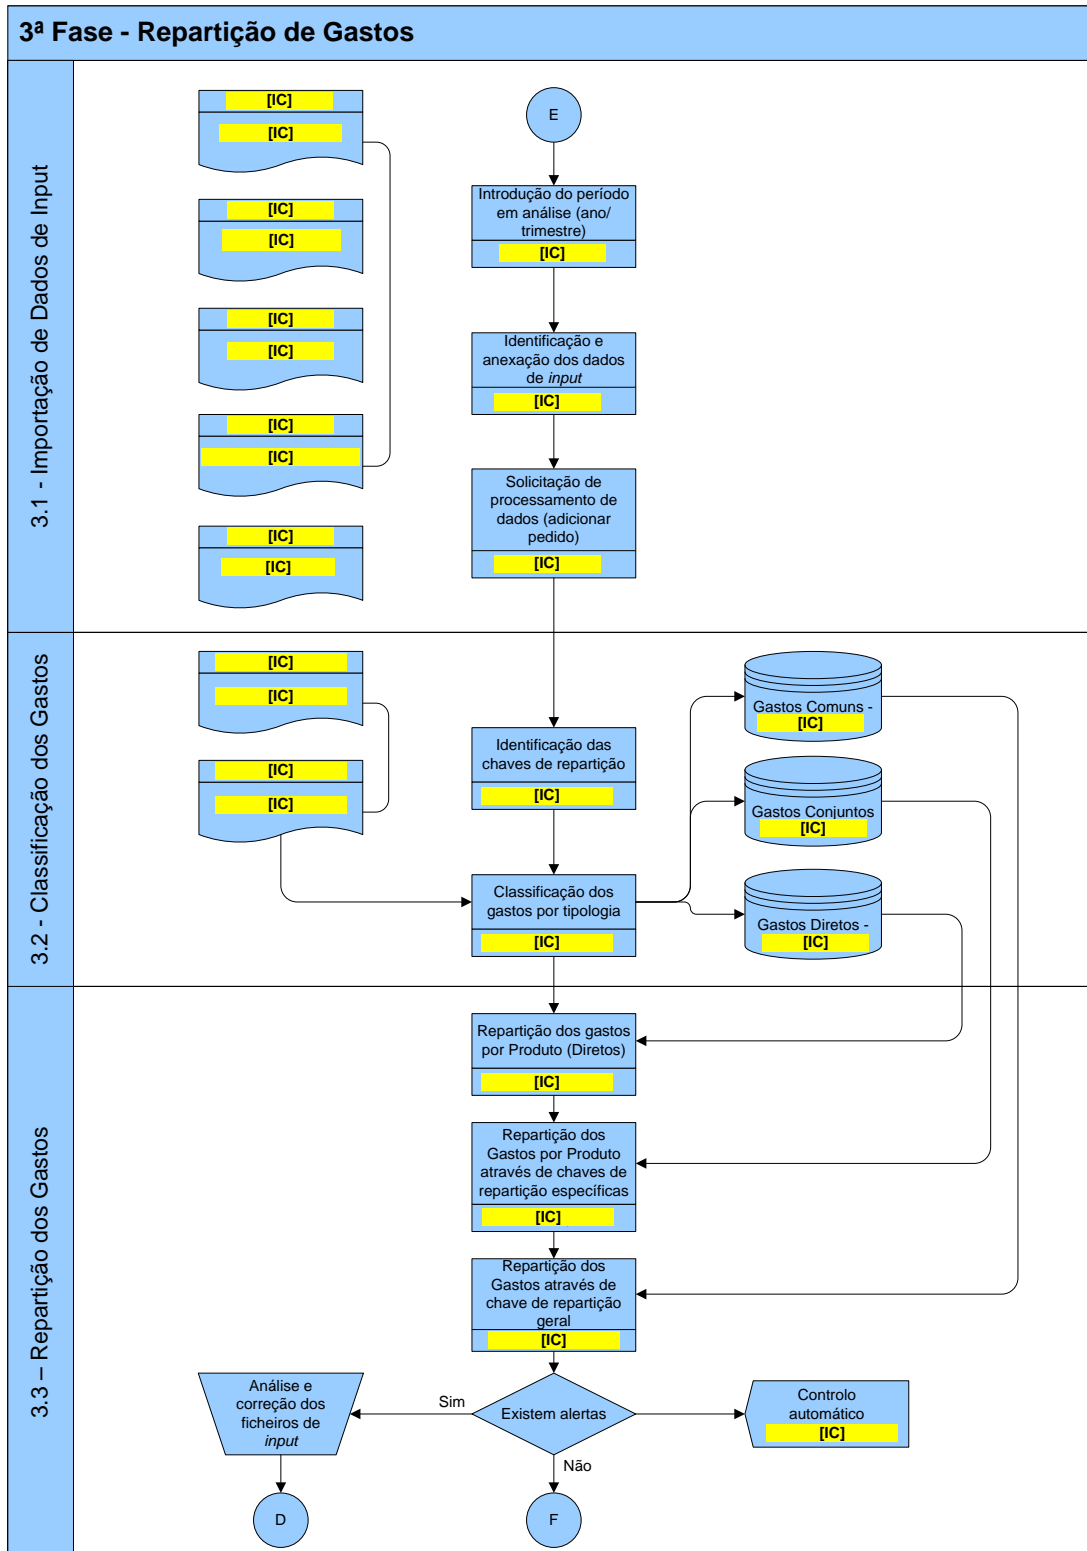 3ª Fase - Repartição de Gastos
3.1 - Importação de Dados de Input
[IC]
[IC]
[IC]
[IC]
[IC]
[IC]
[IC]
[IC]
[IC]
[IC]
E
Introdução do período
em análise (ano/
trimestre)
[IC]
Identificação e
anexação dos dados
de input
[IC]
Solicitação de
processamento de
dados (adicionar
pedido)
[IC]
3.2 - Classificação dos Gastos
[IC]
[IC]
[IC]
[IC]
Identificação das
chaves de repartição
[IC]
Classificação dos
gastos por tipologia
[IC]
Gastos Comuns -
[IC]
Gastos Conjuntos
[IC]
Gastos Diretos -
[IC]
3.3 – Repartição dos Gastos
Repartição dos gastos
por Produto (Diretos)
[IC]
Repartição dos
Gastos por Produto
através de chaves de
repartição específicas
[IC]
Repartição dos
Gastos através de
chave de repartição
geral
[IC]
Análise e
correção dos
ficheiros de
input
Sim
Existem alertas
Não
Controlo
automático
[IC]
D
F